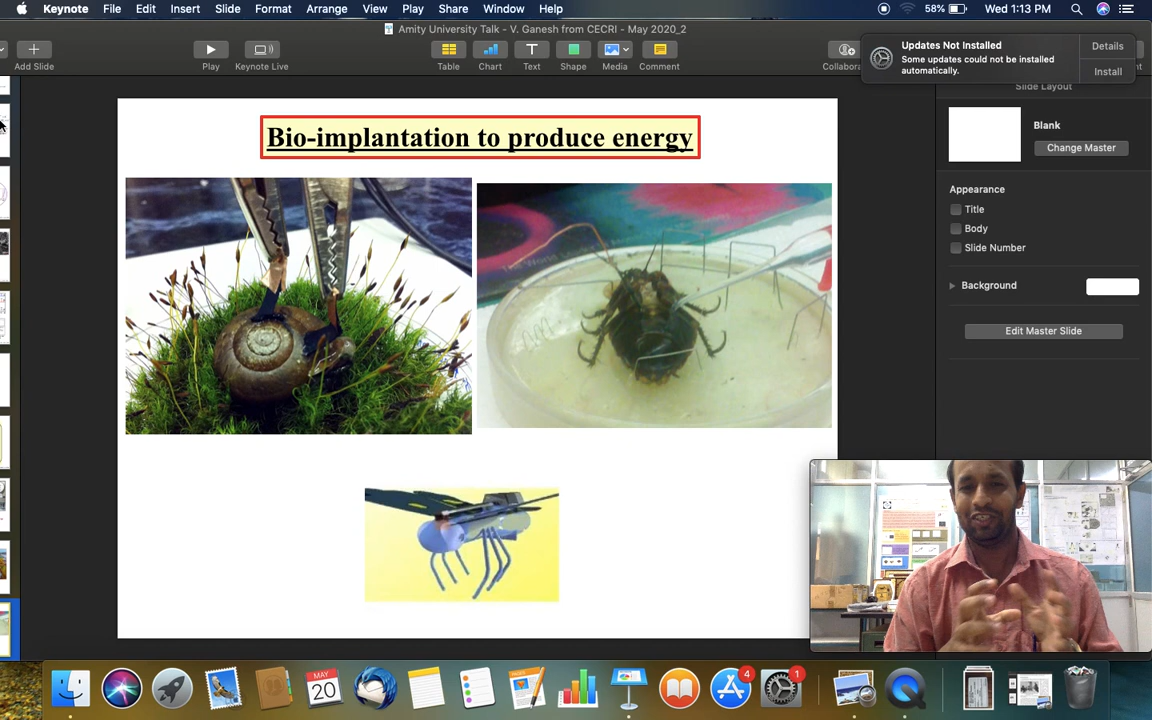 Keynote File Edit Insert Slide Format Arrange View Play Share Window Help 58% Wed 1:13 PM
Amity University Talk - V. Ganesh from CECRI - May 2020_2
Add Slide Play Keynote Live Table Chart Text Shape Media Comment Collabora
Updates Not Installed
Some updates could not be installed
automatically.
Details
Install
Slide Layout
Blank
Change Master
Appearance
Title
Body
Slide Number
Background
Edit Master Slide
Bio-implantation to produce energy
MAY
20
4
1